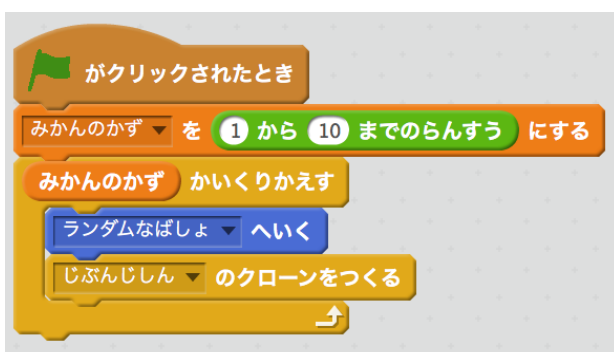 がクリックされたとき
みかんのかず を 1 から 10 までのらんすう にする
みかんのかず かいくりかえす
ランダムなばしょ へいく
じぶんじしん のクローンをつくる